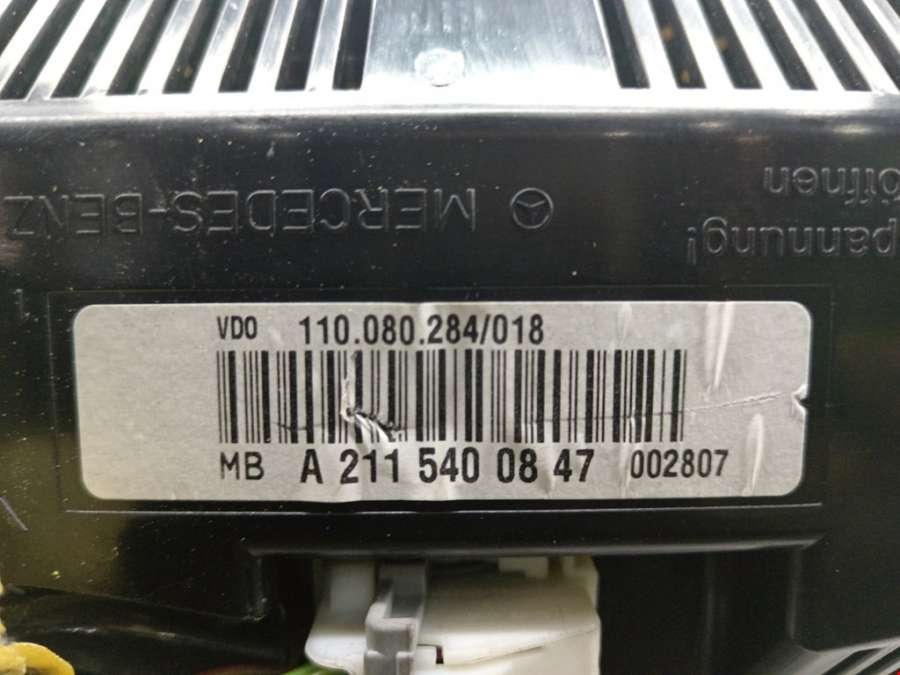 MERCEDES-BENZ
öffnen
pannung!
VDO 110.080.284/018
MB A 211 540 08 47 002807